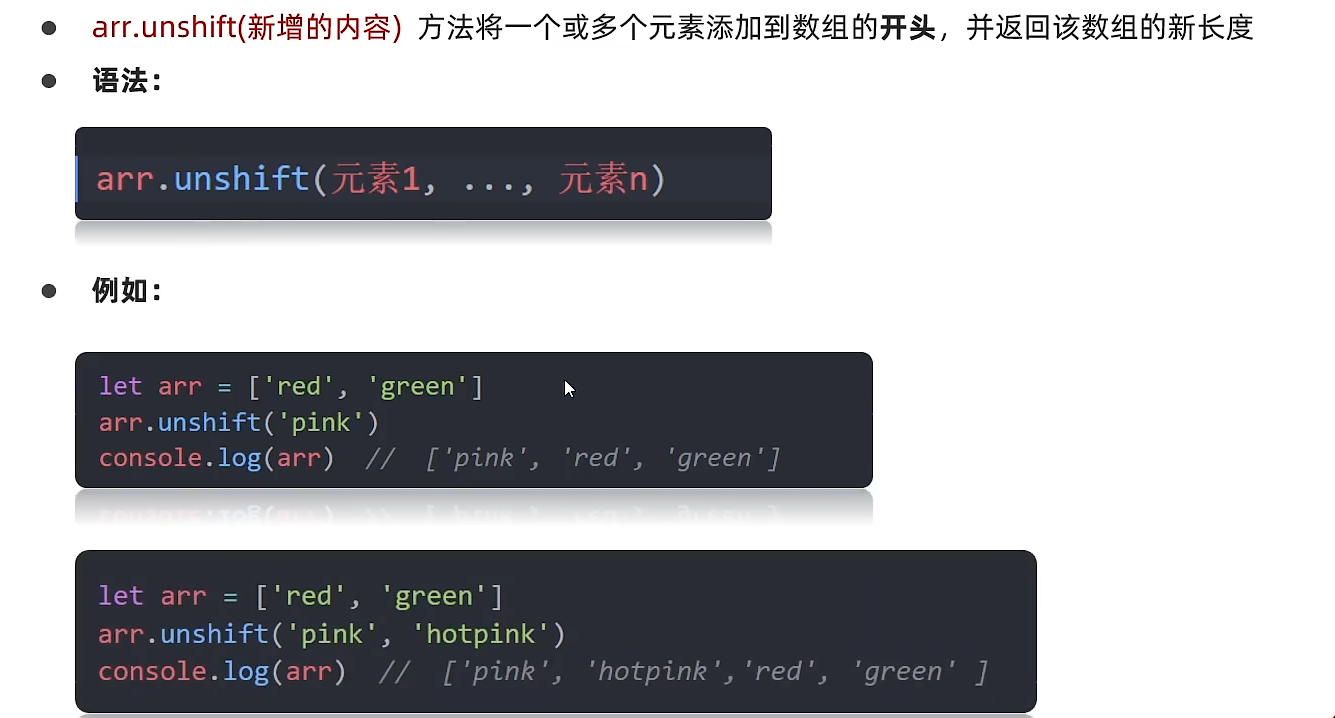 arr.unshift(新增的内容) 方法将一个或多个元素添加到数组的开头，并返回该数组的新长度
语法：
arr.unshift(元素1, ..., 元素n)
例如：
let arr = ['red', 'green']
arr.unshift('pink')
console.log(arr)  //  ['pink', 'red', 'green']
let arr = ['red', 'green']
arr.unshift('pink', 'hotpink')
console.log(arr)  //  ['pink', 'hotpink','red', 'green' ]